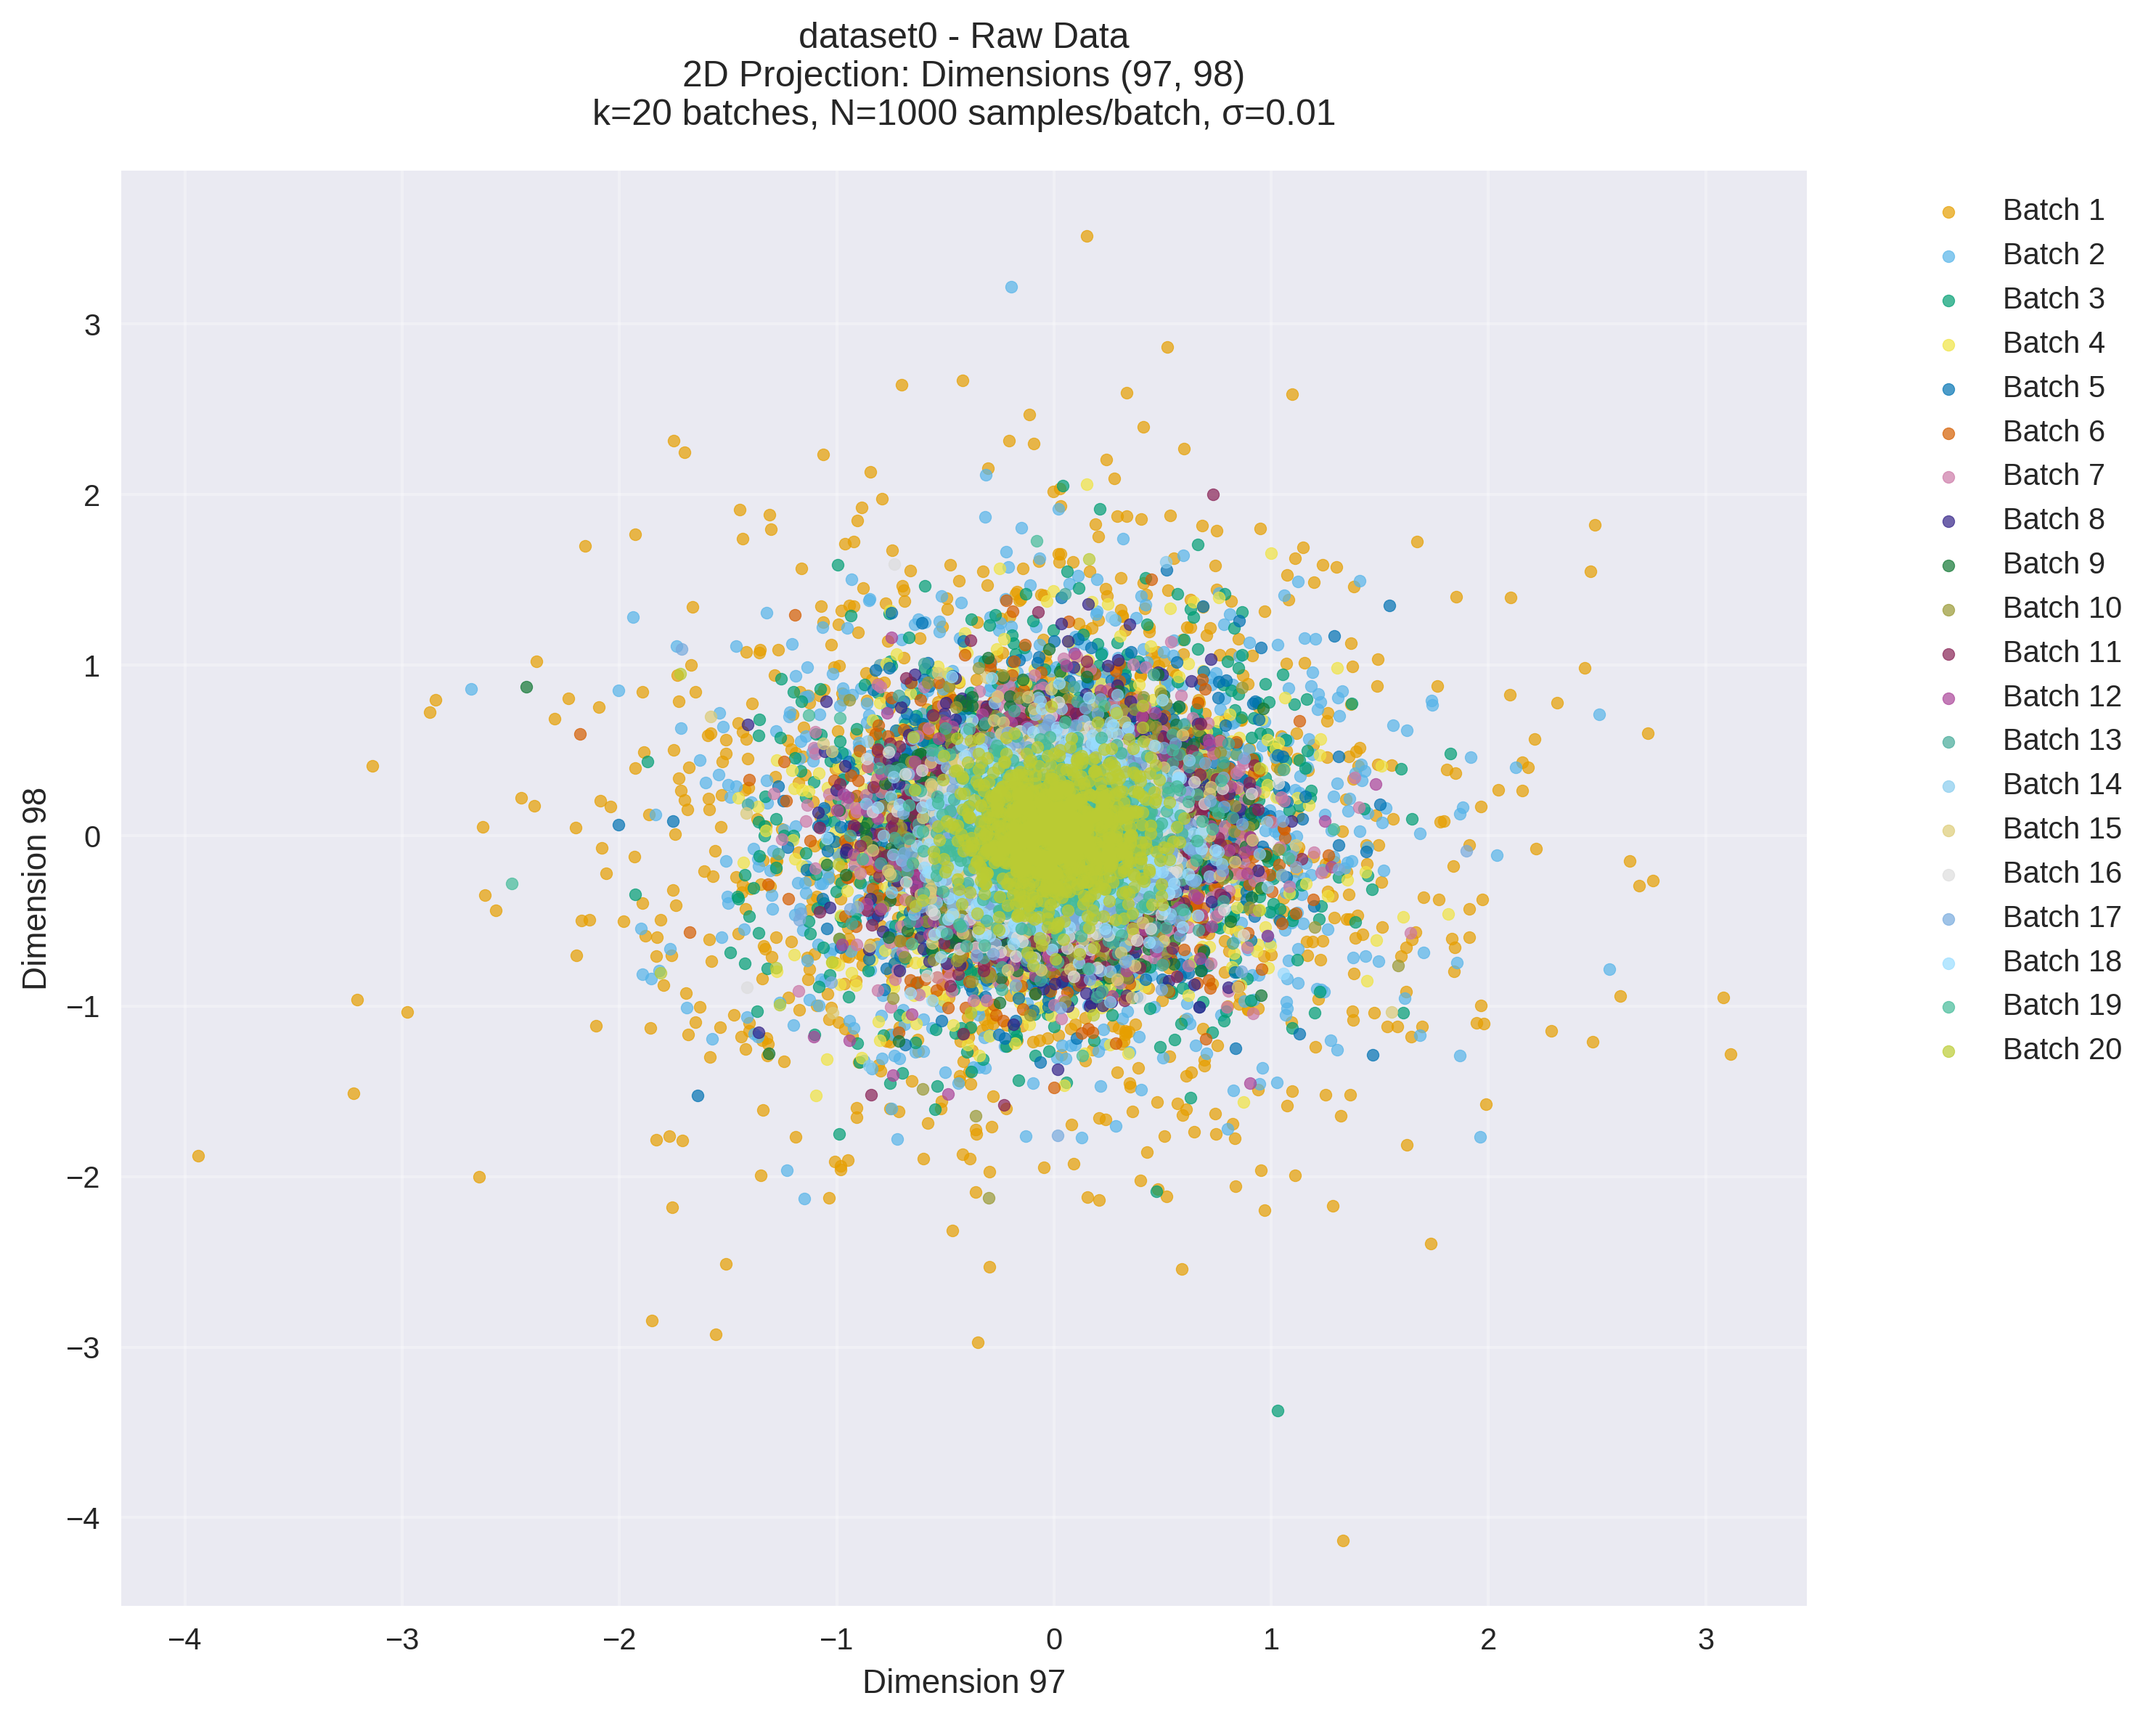 dataset0 - Raw Data
2D Projection: Dimensions (97, 98)
k=20 batches, N=1000 samples/batch, σ=0.01
Dimension 98
3
2
1
0
−1
−2
−3
−4
−4
−3
−2
−1
0
1
2
3
Dimension 97
Batch 1
Batch 2
Batch 3
Batch 4
Batch 5
Batch 6
Batch 7
Batch 8
Batch 9
Batch 10
Batch 11
Batch 12
Batch 13
Batch 14
Batch 15
Batch 16
Batch 17
Batch 18
Batch 19
Batch 20